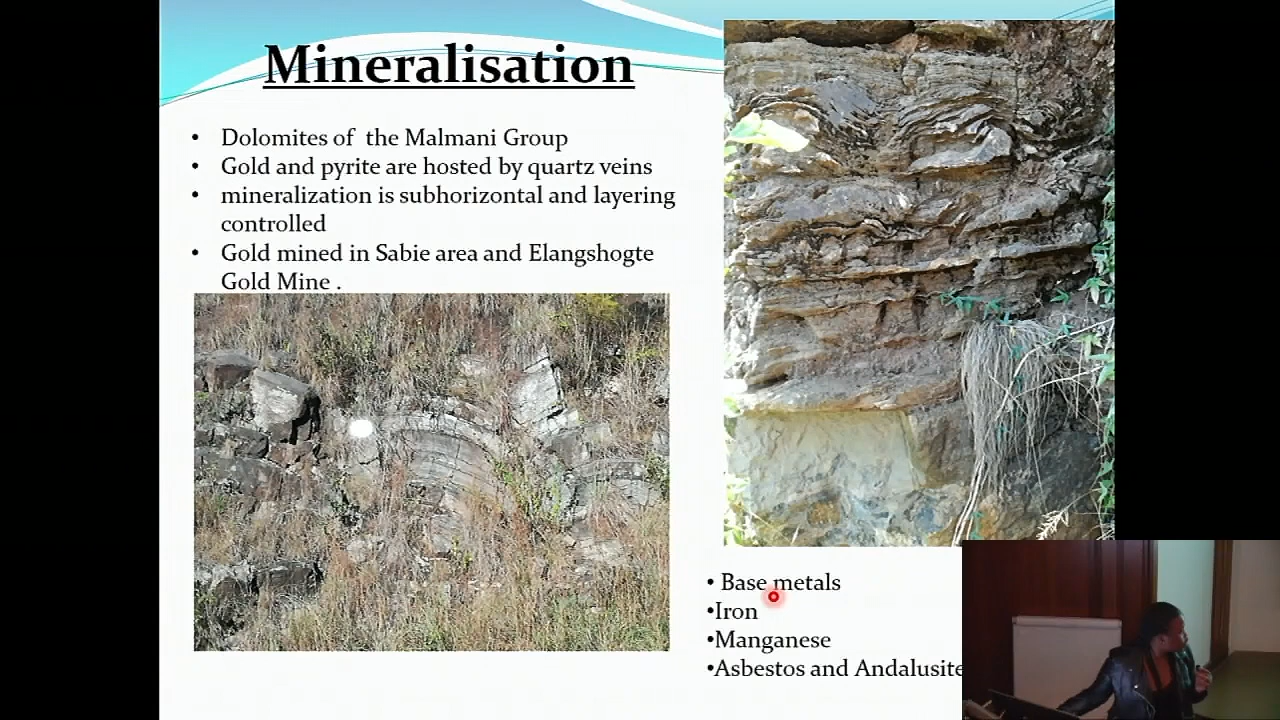 Mineralisation
• Dolomites of the Malmani Group
• Gold and pyrite are hosted by quartz veins
• mineralization is subhorizontal and layering
controlled
• Gold mined in Sabie area and Elangshogte
Gold Mine .
• Base metals
•Iron
•Manganese
•Asbestos and Andalusite